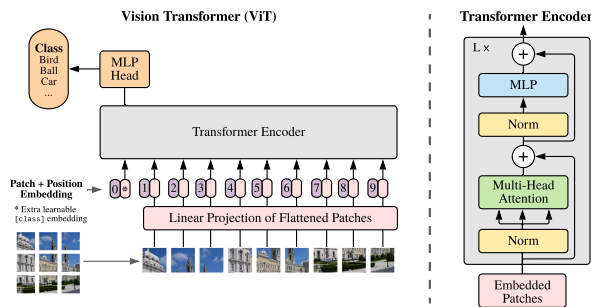 Vision Transformer (ViT)
Class
Bird
Ball
Car
...
MLP
Head
Transformer Encoder
Patch + Position
Embedding
0 * 1 2 3 4 5 6 7 8 9
* Extra learnable
[class] embedding
Linear Projection of Flattened Patches
Transformer Encoder
L ×
+
MLP
Norm
+
Multi-Head
Attention
Norm
Embedded
Patches